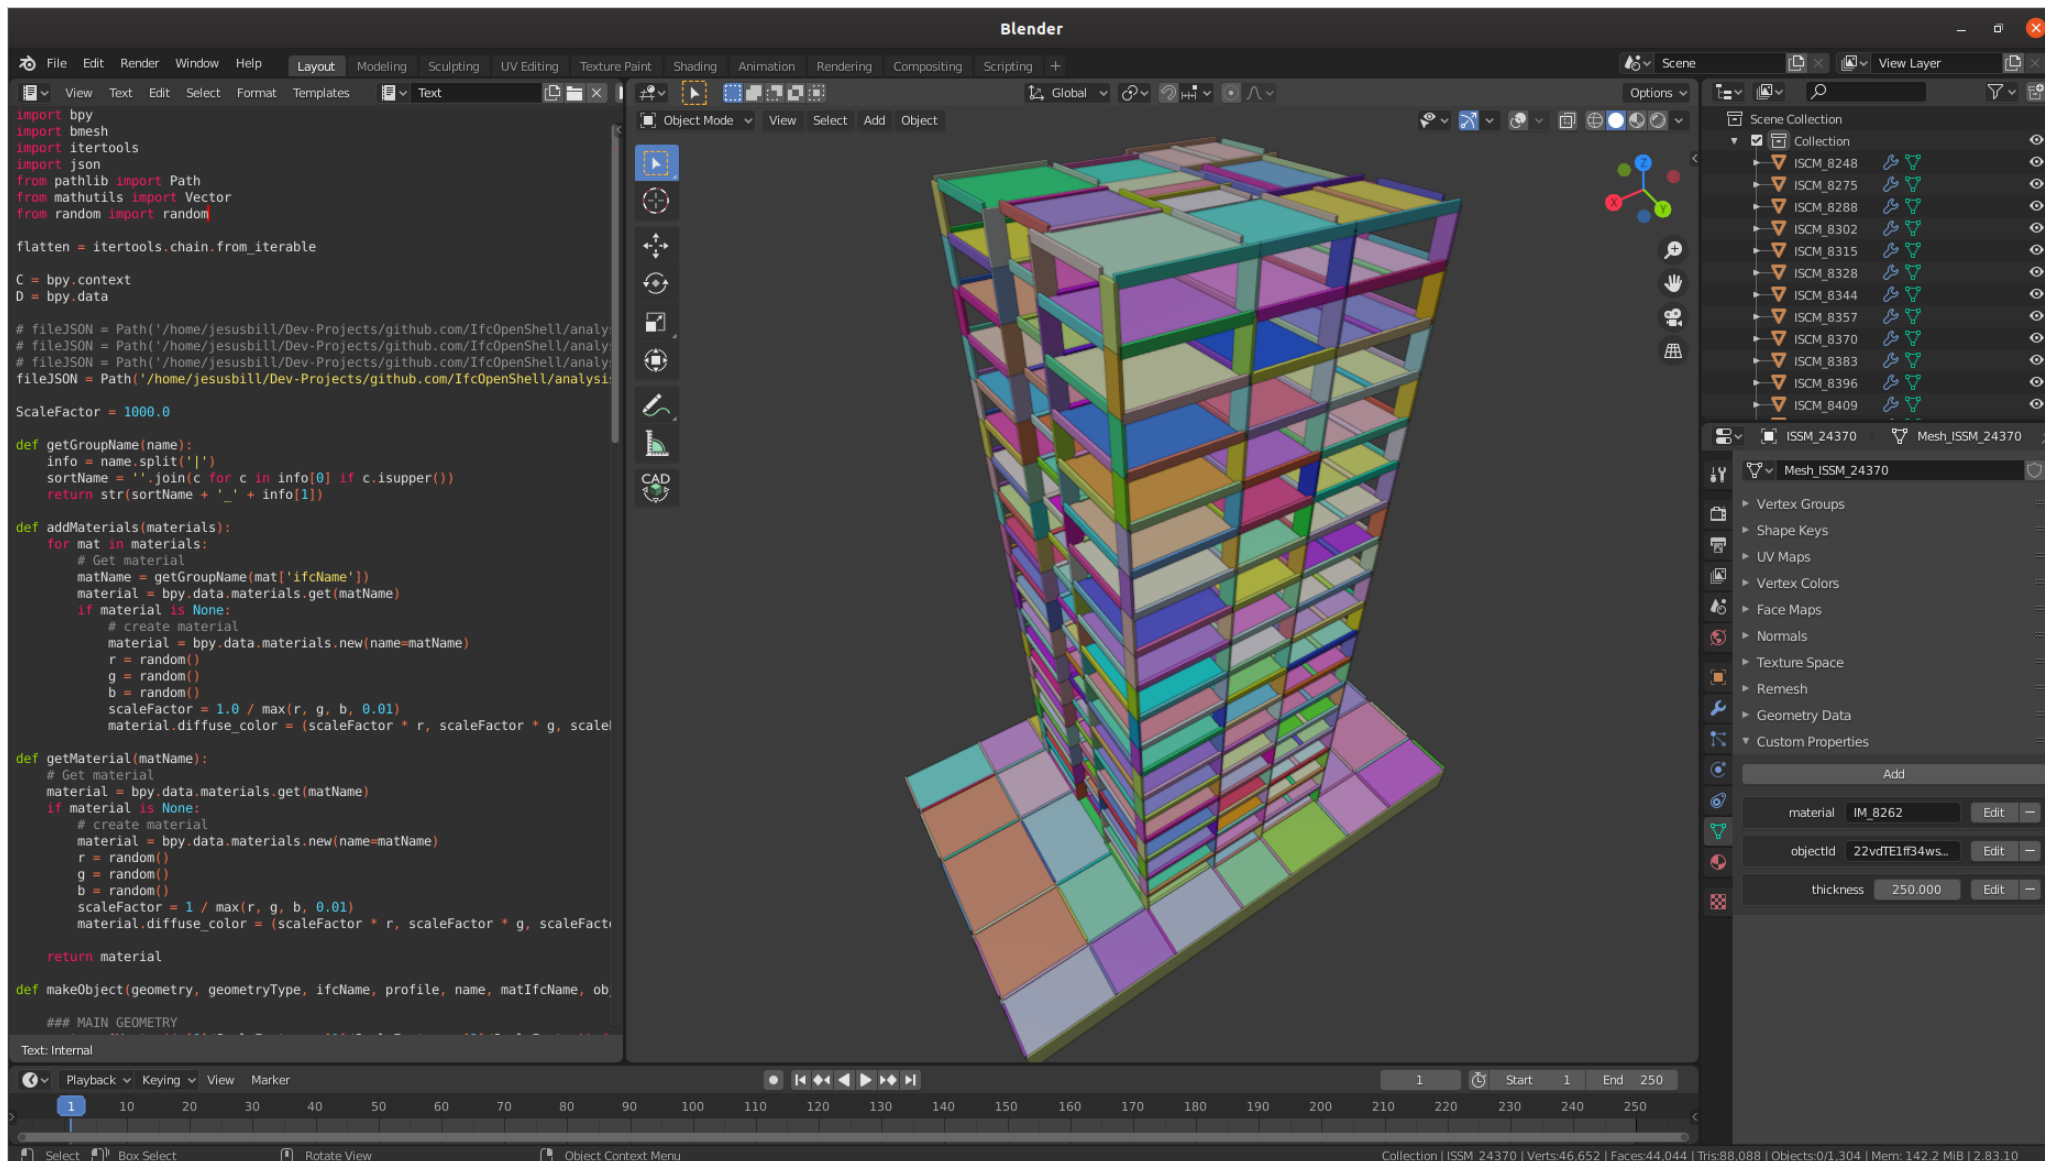 Blender
File Edit Render Window Help
Layout Modeling Sculpting UV Editing Texture Paint Shading Animation Rendering Compositing Scripting +
Scene
View Layer
View Text Edit Select Format Templates
Text
import bpy
import bmesh
import itertools
import json
from pathlib import Path
from mathutils import Vector
from random import random
flatten = itertools.chain.from_iterable
C = bpy.context
D = bpy.data
# fileJSON = Path('/home/jesusbill/Dev-Projects/github.com/IfcOpenShell/analy
# fileJSON = Path('/home/jesusbill/Dev-Projects/github.com/IfcOpenShell/analy
# fileJSON = Path('/home/jesusbill/Dev-Projects/github.com/IfcOpenShell/analy
fileJSON = Path('/home/jesusbill/Dev-Projects/github.com/IfcOpenShell/analysi
ScaleFactor = 1000.0
def getGroupName(name):
info = name.split('|')
sortName = ''.join(c for c in info[0] if c.isupper())
return str(sortName + '_' + info[1])
def addMaterials(materials):
for mat in materials:
# Get material
matName = getGroupName(mat['ifcName'])
material = bpy.data.materials.get(matName)
if material is None:
# create material
material = bpy.data.materials.new(name=matName)
r = random()
g = random()
b = random()
scaleFactor = 1.0 / max(r, g, b, 0.01)
material.diffuse_color = (scaleFactor * r, scaleFactor * g, scale
def getMaterial(matName):
# Get material
material = bpy.data.materials.get(matName)
if material is None:
# create material
material = bpy.data.materials.new(name=matName)
r = random()
g = random()
b = random()
scaleFactor = 1 / max(r, g, b, 0.01)
material.diffuse_color = (scaleFactor * r, scaleFactor * g, scaleFact
return material
def makeObject(geometry, geometryType, ifcName, profile, name, matIfcName, ob
### MAIN GEOMETRY
Text: Internal
Global
Options
Object Mode View Select Add Object
CAD
X
Y
Z
Scene Collection
Collection
ISCM_8248
ISCM_8275
ISCM_8288
ISCM_8302
ISCM_8315
ISCM_8328
ISCM_8344
ISCM_8357
ISCM_8370
ISCM_8383
ISCM_8396
ISCM_8409
ISSM_24370 Mesh_ISSM_24370
Mesh_ISSM_24370
Vertex Groups
Shape Keys
UV Maps
Vertex Colors
Face Maps
Normals
Texture Space
Remesh
Geometry Data
Custom Properties
Add
material IM_8262 Edit
objectId 22vdTE1ff34ws... Edit
thickness 250.000 Edit
Playback Keying View Marker
1 Start 1 End 250
1 10 20 30 40 50 60 70 80 90 100 110 120 130 140 150 160 170 180 190 200 210 220 230 240 250
Select Box Select Rotate View Object Context Menu
Collection | ISSM_24370 | Verts:46,652 | Faces:44,044 | Tris:88,088 | Objects:0/1,304 | Mem: 142.2 MiB | 2.83.10